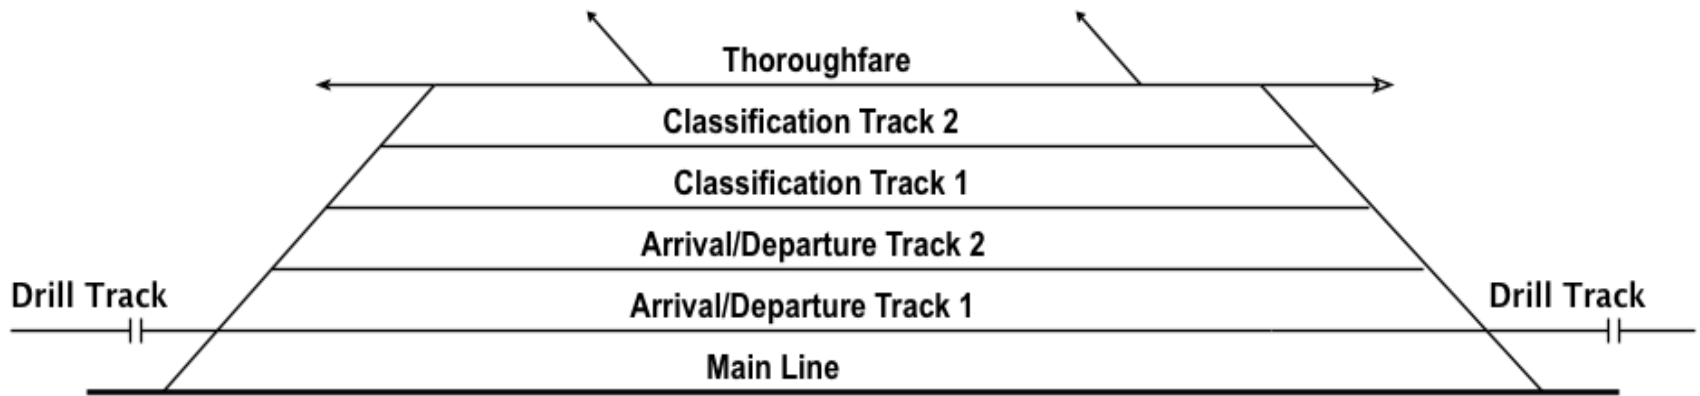 Thoroughfare
Classification Track 2
Classification Track 1
Arrival/Departure Track 2
Drill Track
Arrival/Departure Track 1
Drill Track
Main Line